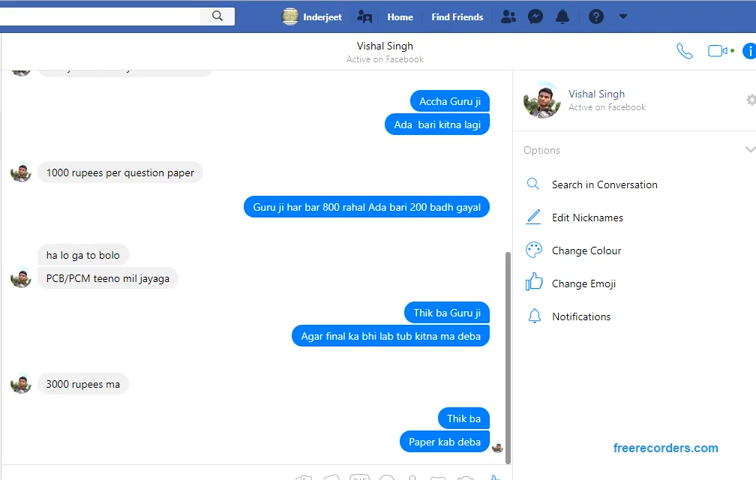 Inderjeet
Home
Find Friends
Vishal Singh
Active on Facebook
Accha Guru ji
Ada bari kitna lagi
1000 rupees per question paper
Guru ji har bar 800 rahal Ada bari 200 badh gayal
ha lo ga to bolo
PCB/PCM teeno mil jayaga
Thik ba Guru ji
Agar final ka bhi lab tub kitna ma deba
3000 rupees ma
Thik ba
Paper kab deba
Vishal Singh
Active on Facebook
Options
Search in Conversation
Edit Nicknames
Change Colour
Change Emoji
Notifications
freerecorders.com